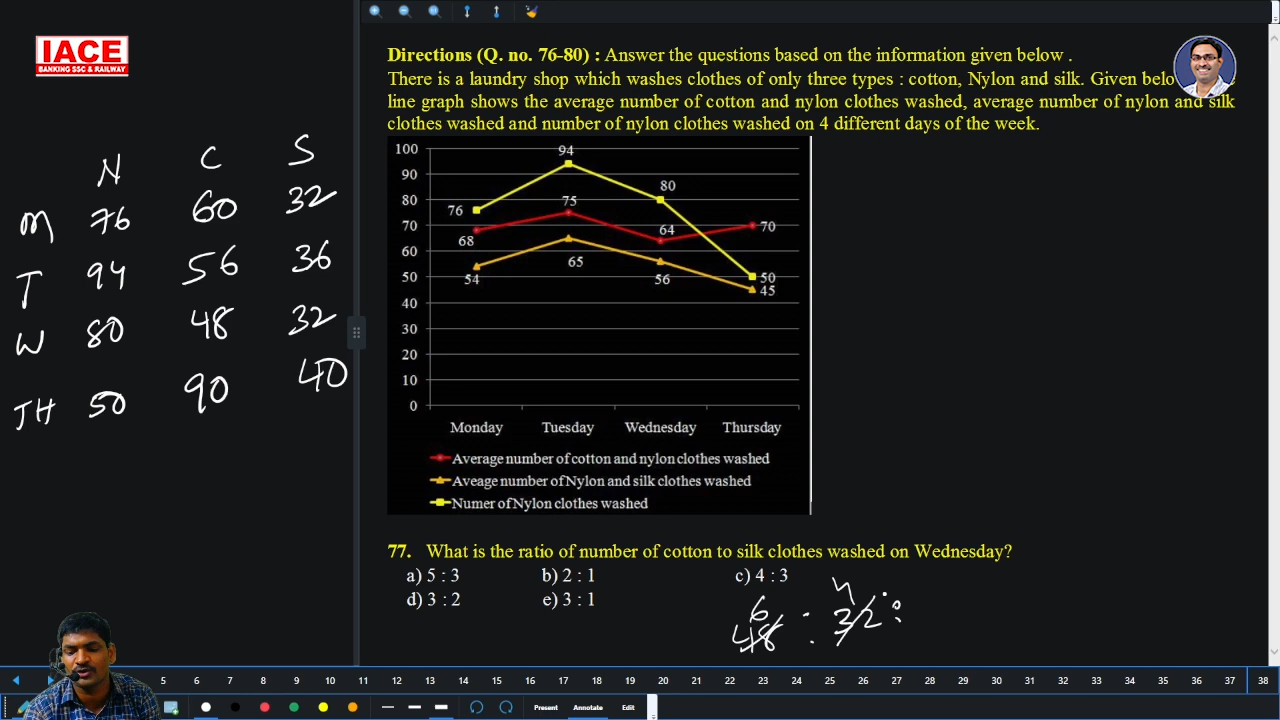 IACE
BANKING SSC & RAILWAY
Directions (Q. no. 76-80) : Answer the questions based on the information given below .
There is a laundry shop which washes clothes of only three types : cotton, Nylon and silk. Given belo
line graph shows the average number of cotton and nylon clothes washed, average number of nylon and silk
clothes washed and number of nylon clothes washed on 4 different days of the week.
N C S
M 76 60 32
T 94 56 36
W 80 48 32
TH 50 90 40
100
90
80
70
60
50
40
30
20
10
0
76 94 80 50
68 75 64 70
54 65 56 45
Monday Tuesday Wednesday Thursday
Average number of cotton and nylon clothes washed
Aveage number of Nylon and silk clothes washed
Numer of Nylon clothes washed
77. What is the ratio of number of cotton to silk clothes washed on Wednesday?
a) 5 : 3 b) 2 : 1 c) 4 : 3
d) 3 : 2 e) 3 : 1
6 4
48 : 32 :
5 6 7 8 9 10 11 12 13 14 15 16 17 18 19 20 21 22 23 24 25 26 27 28 29 30 31 32 33 34 35 36 37 38
Present Annotate Edit